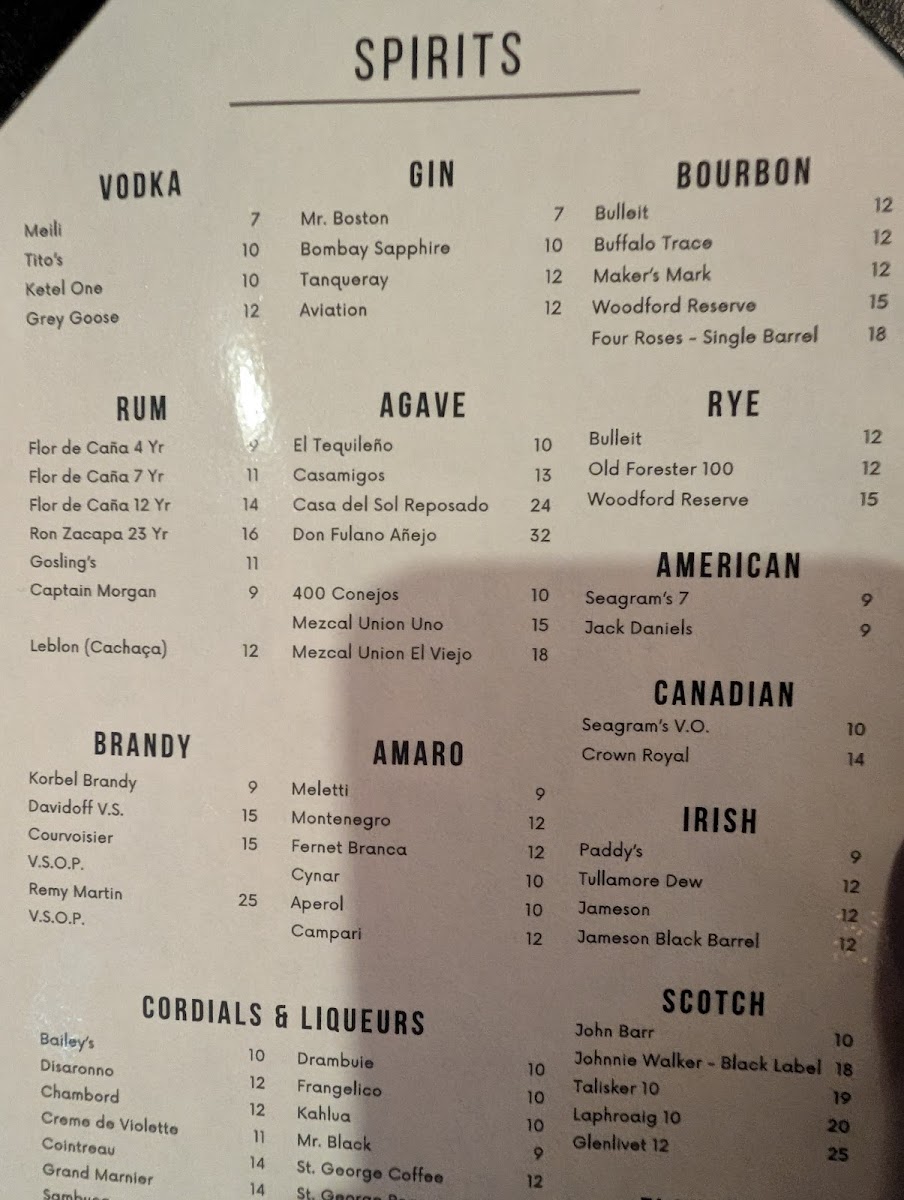 SPIRITS
VODKA
Meili 7
Tito's 10
Ketel One 10
Grey Goose 12
GIN
Mr. Boston 7
Bombay Sapphire 10
Tanqueray 12
Aviation 12
BOURBON
Bulleit 12
Buffalo Trace 12
Maker's Mark 12
Woodford Reserve 15
Four Roses - Single Barrel 18
RUM
Flor de Caña 4 Yr 9
Flor de Caña 7 Yr 11
Flor de Caña 12 Yr 14
Ron Zacapa 23 Yr 16
Gosling's 11
Captain Morgan 9
Leblon (Cachaça) 12
AGAVE
El Tequileño 10
Casamigos 13
Casa del Sol Reposado 24
Don Fulano Añejo 32
400 Conejos 10
Mezcal Union Uno 15
Mezcal Union El Viejo 18
RYE
Bulleit 12
Old Forester 100 12
Woodford Reserve 15
AMERICAN
Seagram's 7 9
Jack Daniels 9
CANADIAN
Seagram's V.O. 10
Crown Royal 14
BRANDY
Korbel Brandy 9
Davidoff V.S. 15
Courvoisier 15
V.S.O.P.
Remy Martin 25
V.S.O.P.
AMARO
Meletti 9
Montenegro 12
Fernet Branca 12
Cynar 10
Aperol 10
Campari 12
IRISH
Paddy's 9
Tullamore Dew 12
Jameson 12
Jameson Black Barrel 12
SCOTCH
John Barr 10
Johnnie Walker - Black Label 18
Talisker 10 19
Laphroaig 10 20
Glenlivet 12 25
CORDIALS & LIQUEURS
Bailey's 10
Disaronno 12
Chambord 12
Creme de Violette 11
Cointreau 14
Grand Marnier 14
Drambuie 10
Frangelico 10
Kahlua 10
Mr. Black 9
St. George Coffee 12
St. George